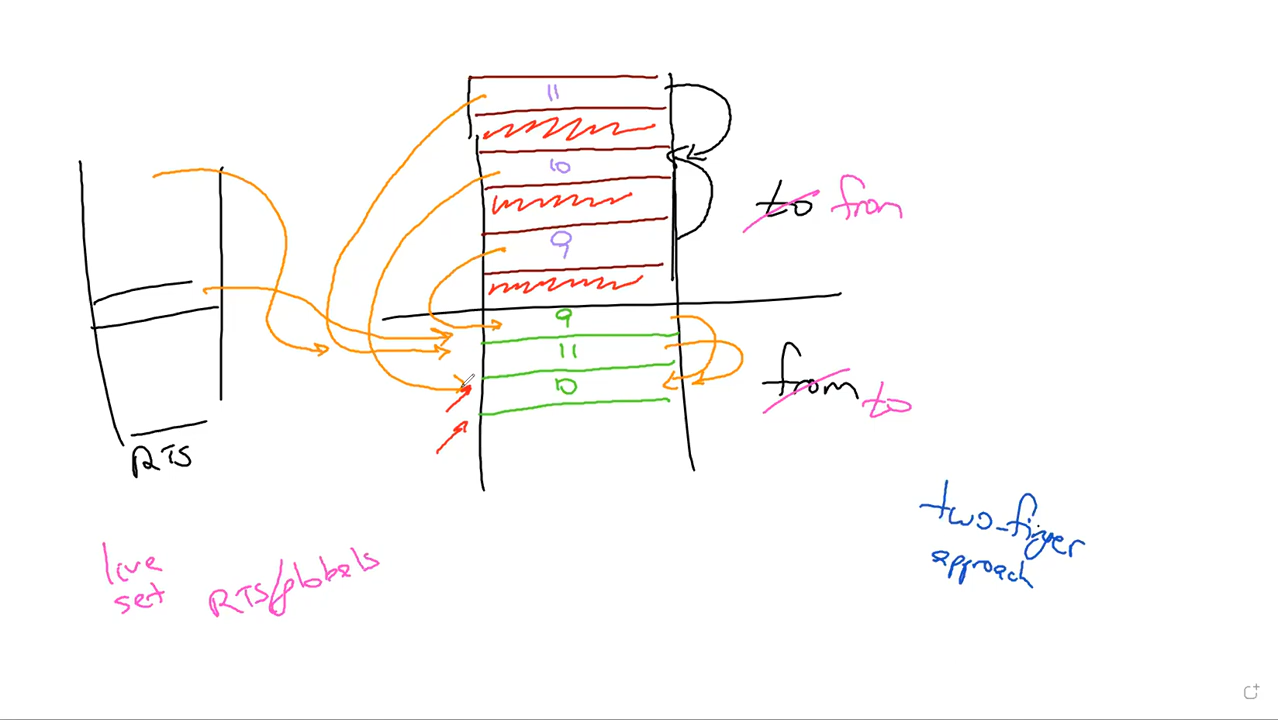 11
10
to from
9
9
11
10
from to
RTS
two-finger
approach
live
set RTS/globals